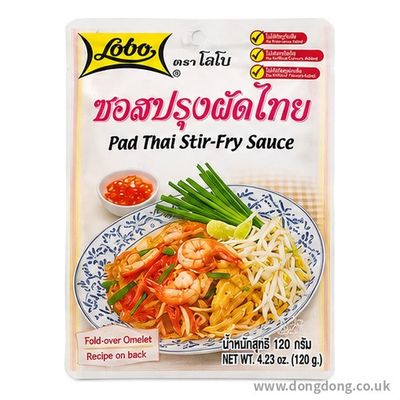 Lobo
®
ตรา โลโบ
ซอสปรุงผัดไทย
Pad Thai Stir-Fry Sauce
Fold-over Omelet
Recipe on back
น้ำหนักสุทธิ 120 กรัม
NET WT. 4.23 oz. (120 g.)
www.dongdong.co.uk